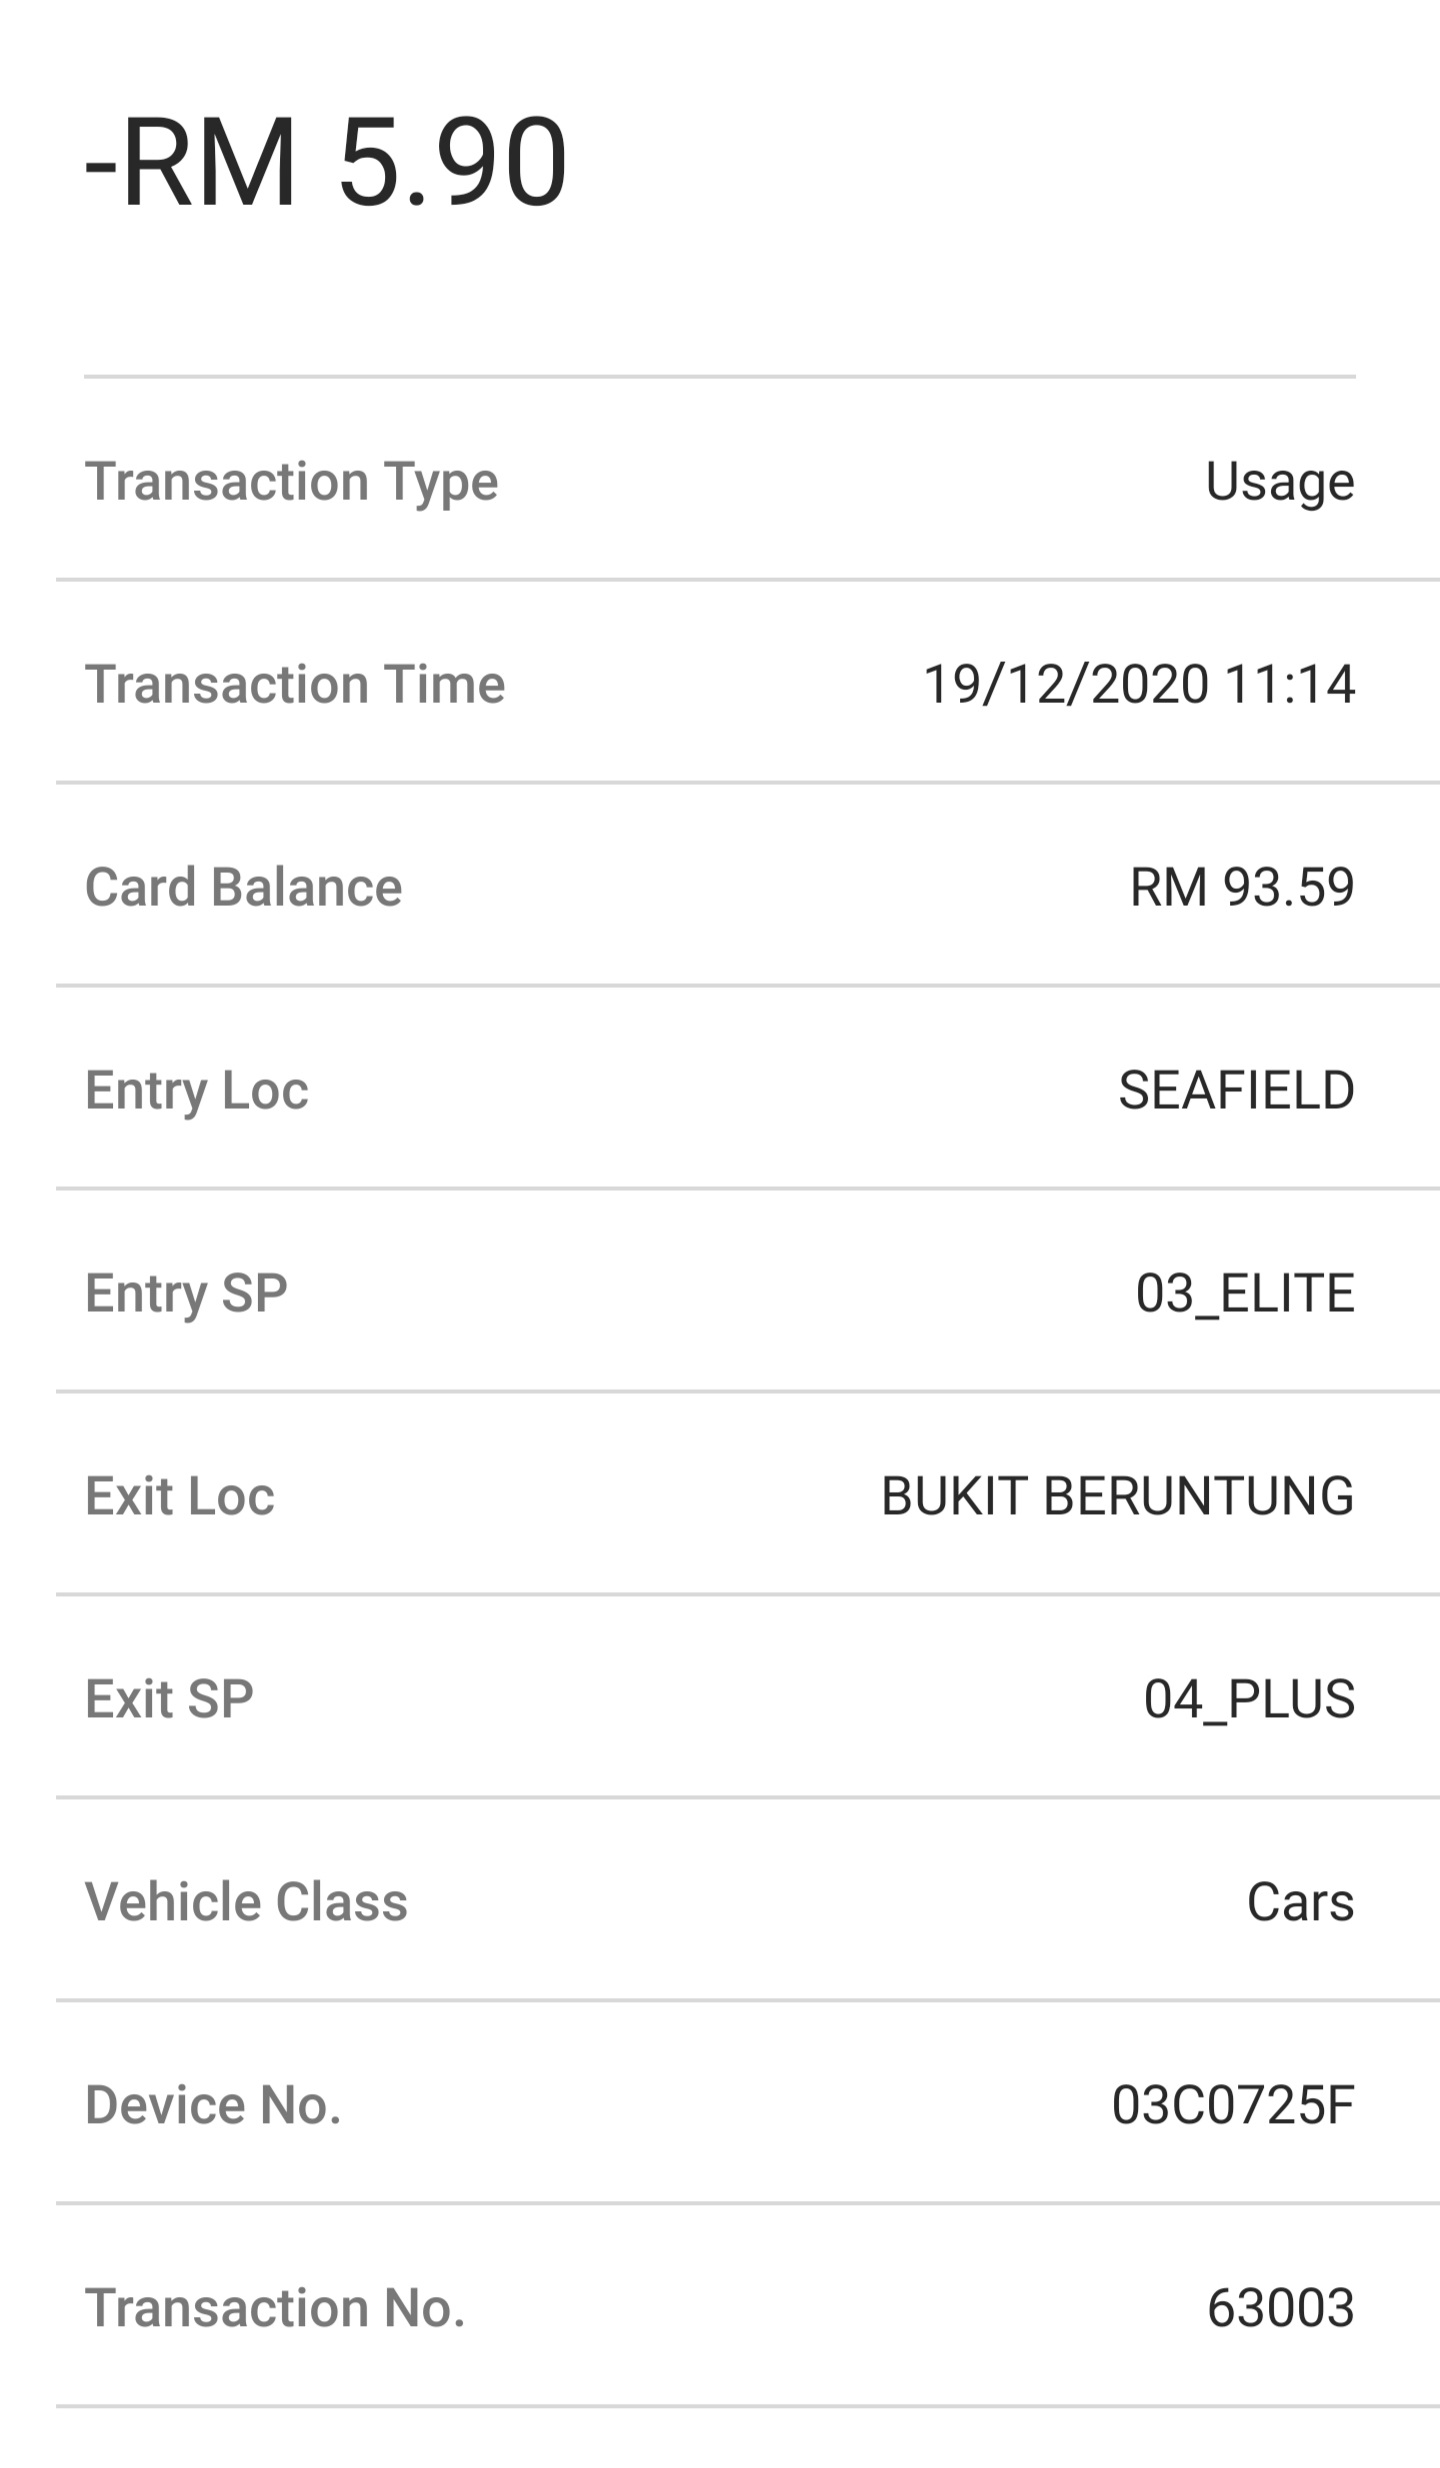 -RM 5.90
Transaction Type Usage
Transaction Time 19/12/2020 11:14
Card Balance RM 93.59
Entry Loc SEAFIELD
Entry SP 03_ELITE
Exit Loc BUKIT BERUNTUNG
Exit SP 04_PLUS
Vehicle Class Cars
Device No. 03C0725F
Transaction No. 63003